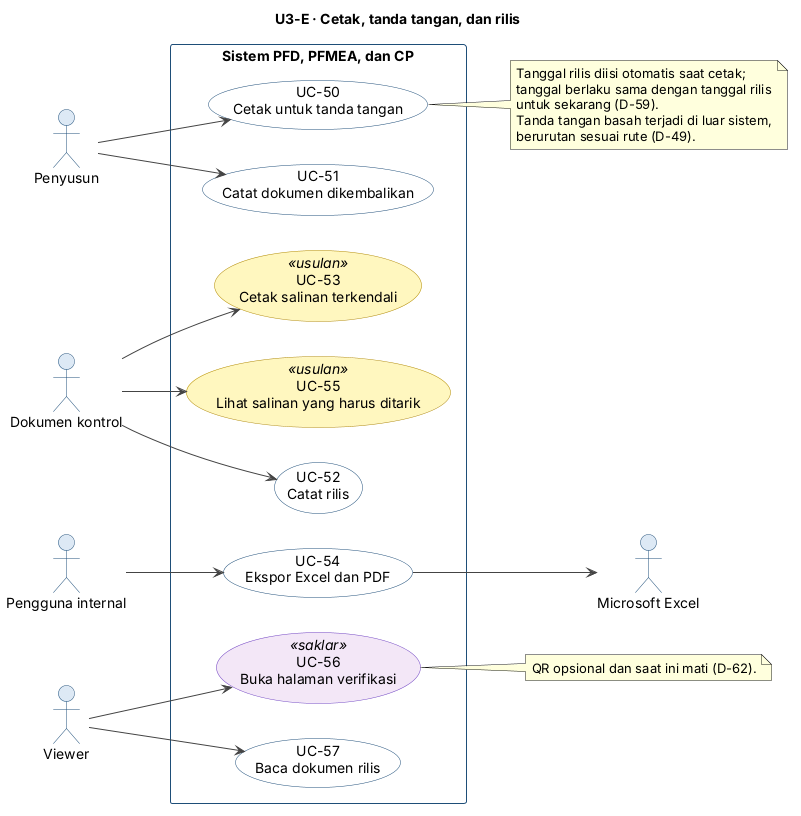 U3-E · Cetak, tanda tangan, dan rilis
Sistem PFD, PFMEA, dan CP
Tanggal rilis diisi otomatis saat cetak;
tanggal berlaku sama dengan tanggal rilis
untuk sekarang (D-59).
Tanda tangan basah terjadi di luar sistem,
berurutan sesuai rute (D-49).
UC-50
Cetak untuk tanda tangan
Penyusun
UC-51
Catat dokumen dikembalikan
«usulan»
UC-53
Cetak salinan terkendali
«usulan»
UC-55
Lihat salinan yang harus ditarik
Dokumen kontrol
UC-52
Catat rilis
UC-54
Ekspor Excel dan PDF
Pengguna internal
Microsoft Excel
«saklar»
UC-56
Buka halaman verifikasi
QR opsional dan saat ini mati (D-62).
Viewer
UC-57
Baca dokumen rilis